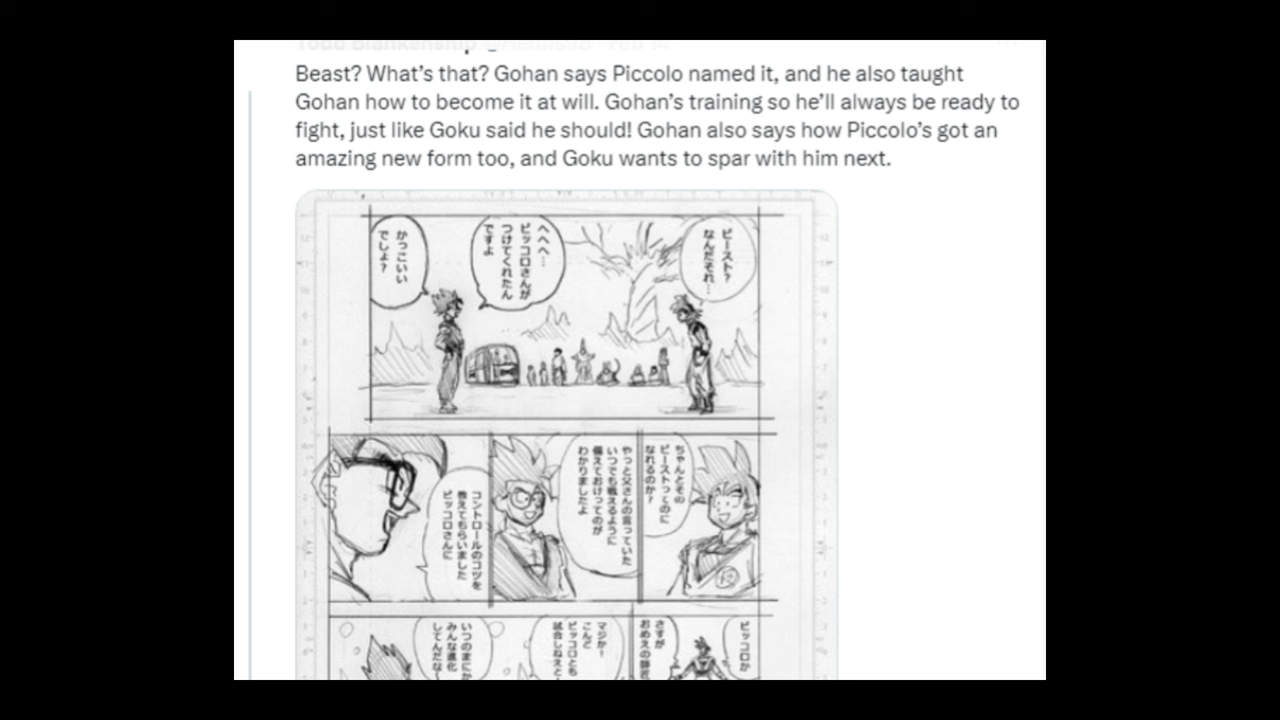 Beast? What's that? Gohan says Piccolo named it, and he also taught
Gohan how to become it at will. Gohan's training so he'll always be ready to
fight, just like Goku said he should! Gohan also says how Piccolo's got an
amazing new form too, and Goku wants to spar with him next.
ビースト?
なんだそれ…
へへへ…
ピッコロさんが
つけてくれたん
ですよ
かっこいい
でしょ?
ちゃんとその
ビーストってのに
なれるのか?
やっと父さんの言っていた
いつでも戦えるように
備えておけってのが
わかりましたよ
コントロールのコツを
教えてもらいました
ピッコロさんに
ピッコロか
さすが
おめえの師匠
マジか!
こんど
ピッコロとも
試合しねえと
いつのまにか
みんな進化
してんだな